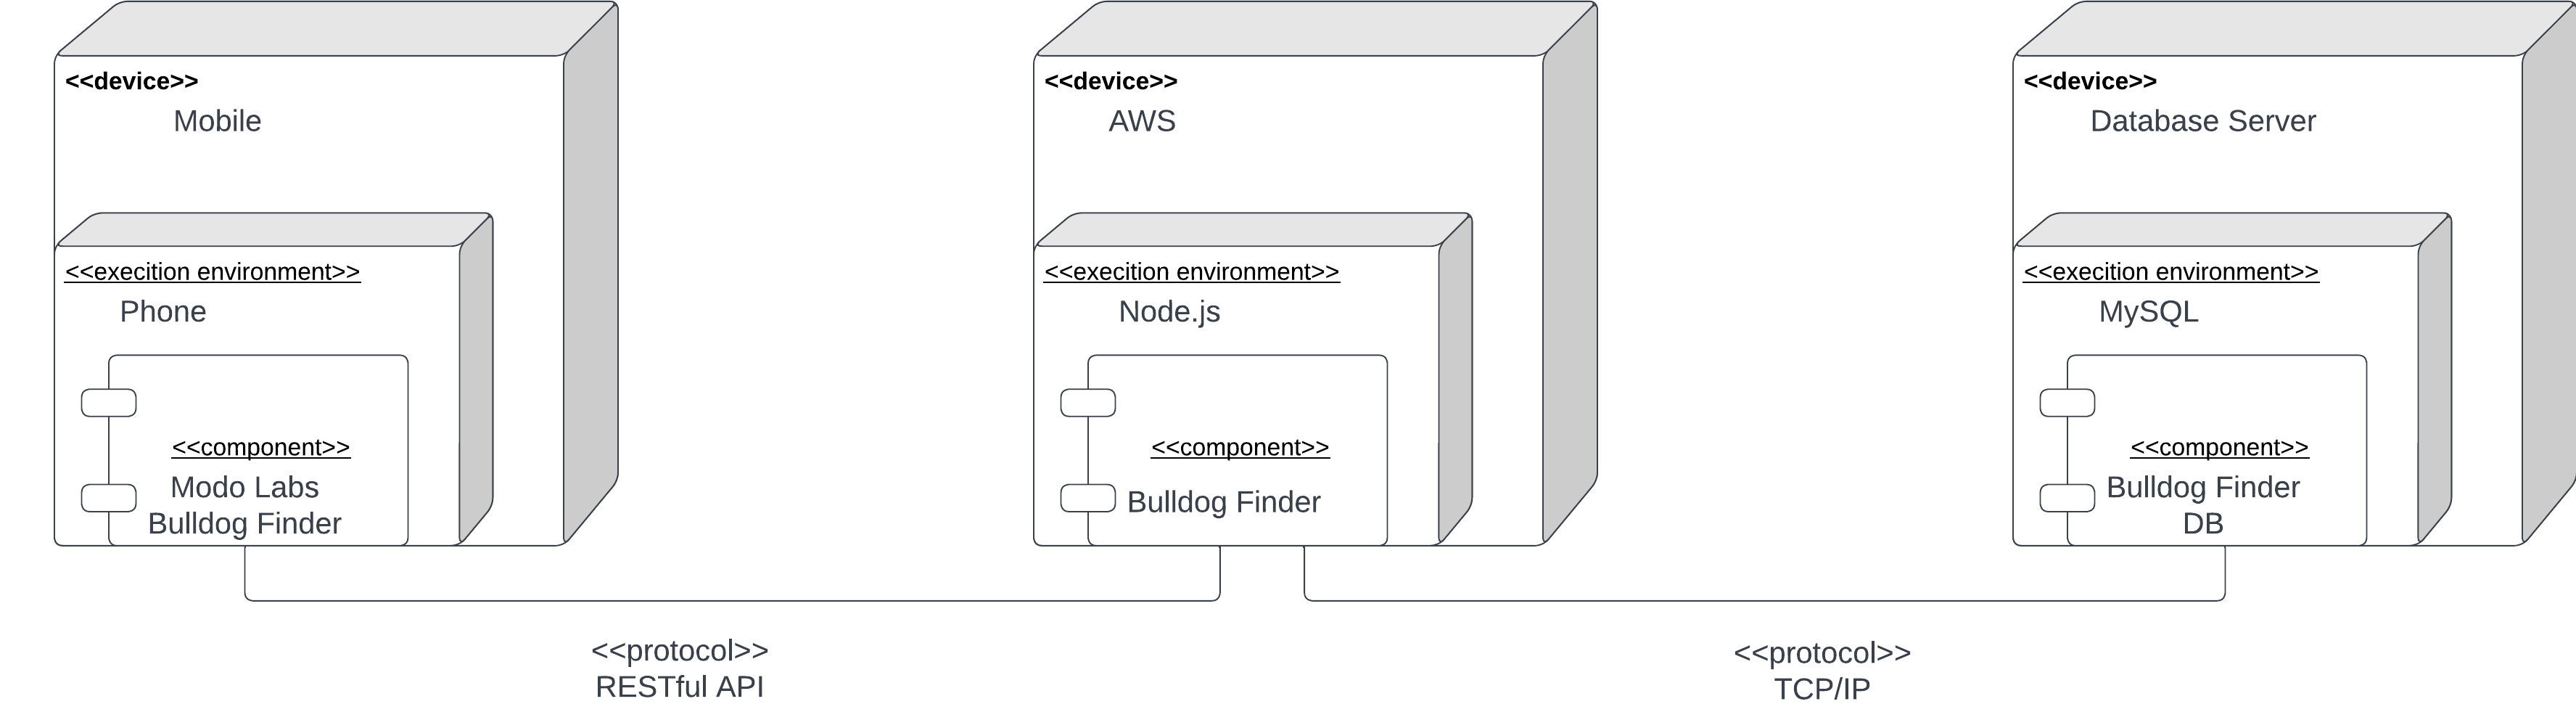 <<device>>
Mobile
<<execition environment>>
Phone
<<component>>
Modo Labs
Bulldog Finder
<<device>>
AWS
<<execition environment>>
Node.js
<<component>>
Bulldog Finder
<<device>>
Database Server
<<execition environment>>
MySQL
<<component>>
Bulldog Finder
DB
<<protocol>>
RESTful API
<<protocol>>
TCP/IP